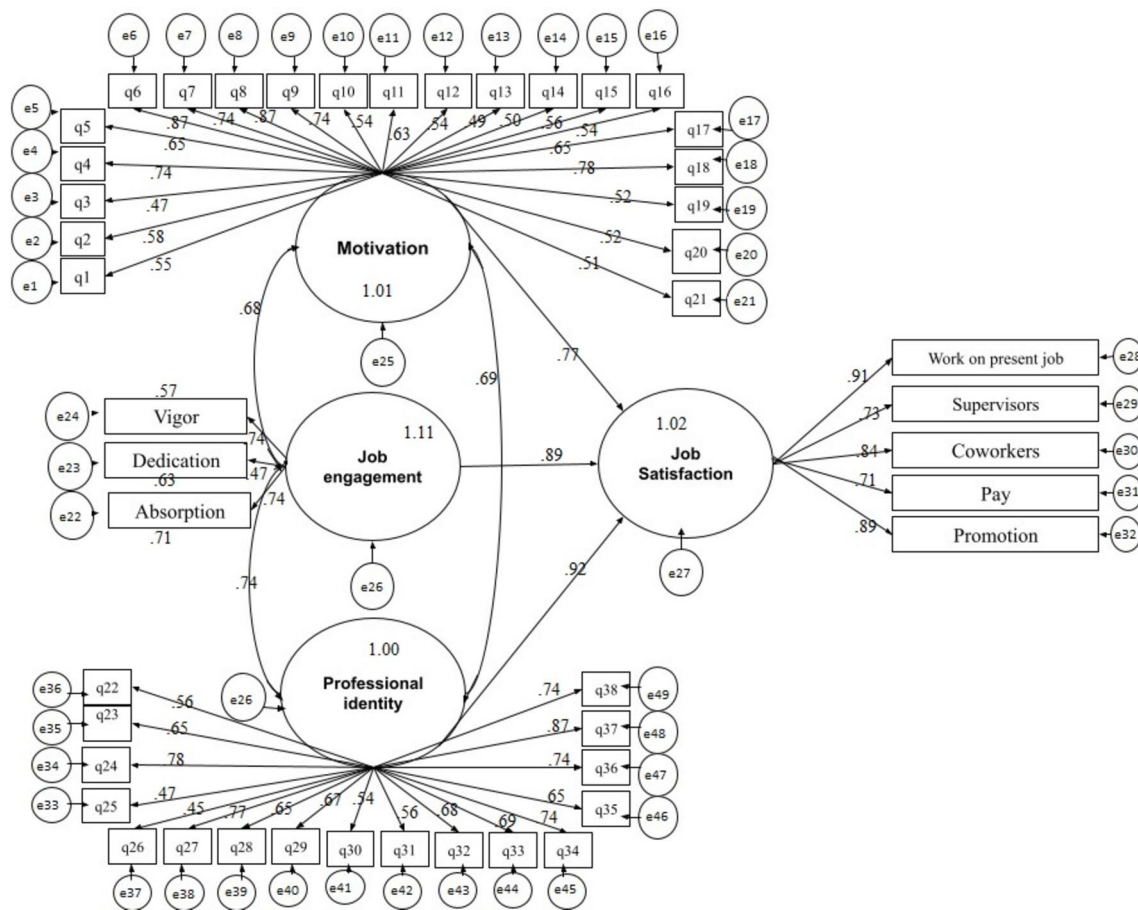 e6 e7 e8 e9 e10 e11 e12 e13 e14 e15 e16
q6 q7 q8 q9 q10 q11 q12 q13 q14 q15 q16
.87 .74 .87 .74 .54 .63 .54 .49 .50 .56 .54
e5 q5 .65
e4 q4 .74
e3 q3 .47
e2 q2 .58
e1 q1 .55
.65 q17 e17
.78 q18 e18
.52 q19 e19
.52 q20 e20
.51 q21 e21
Motivation
1.01
e25
.68
.69
.77
e24 .57
Vigor
.74
e23 Dedication
.63
.47
e22 Absorption
.71
.74
1.11
Job
engagement
e26
.89
1.02
Job
Satisfaction
e27
.91 Work on present job e28
.73 Supervisors e29
.84 Coworkers e30
.71 Pay e31
.89 Promotion e32
.74
.92
1.00
Professional
identity
e26
e36 q22 .56
e35 q23 .65
e34 q24 .78
e33 q25 .47
.74 q38 e49
.87 q37 e48
.74 q36 e47
.65 q35 e46
.45 .77 .65 .67 .54 .56 .68 .69 .74
q26 q27 q28 q29 q30 q31 q32 q33 q34
e37 e38 e39 e40 e41 e42 e43 e44 e45